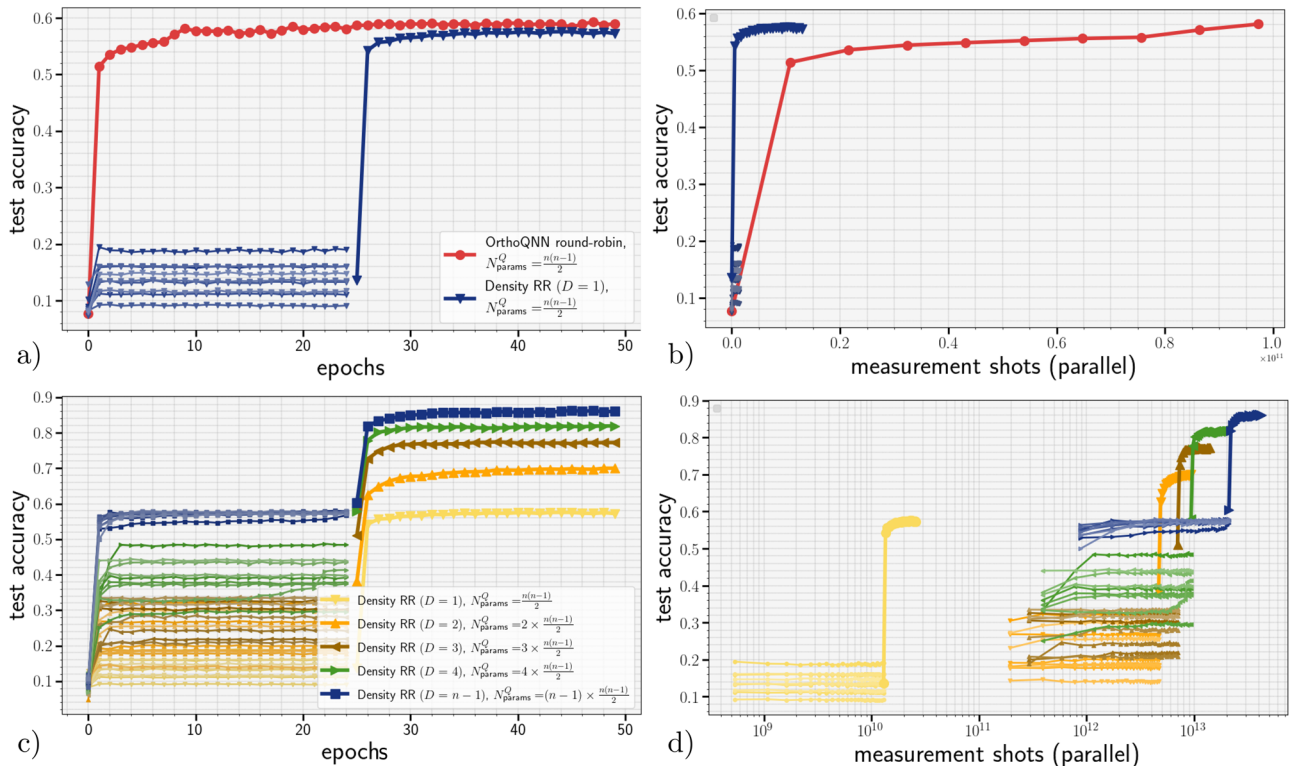 0.6
0.5
0.4
0.3
0.2
0.1
test accuracy
0 10 20 30 40 50
epochs
OrthoQNN round-robin,
N^Q_params = n(n−1)/2
Density RR (D = 1),
N^Q_params = n(n−1)/2
a)
0.6
0.5
0.4
0.3
0.2
0.1
test accuracy
0.0 0.2 0.4 0.6 0.8 1.0
×10^11
measurement shots (parallel)
b)
0.9
0.8
0.7
0.6
0.5
0.4
0.3
0.2
0.1
test accuracy
0 10 20 30 40 50
epochs
Density RR (D = 1), N^Q_params = n(n−1)/2
Density RR (D = 2), N^Q_params = 2 × n(n−1)/2
Density RR (D = 3), N^Q_params = 3 × n(n−1)/2
Density RR (D = 4), N^Q_params = 4 × n(n−1)/2
Density RR (D = n − 1), N^Q_params = (n − 1) × n(n−1)/2
c)
0.9
0.8
0.7
0.6
0.5
0.4
0.3
0.2
0.1
test accuracy
10^9 10^10 10^11 10^12 10^13
measurement shots (parallel)
d)